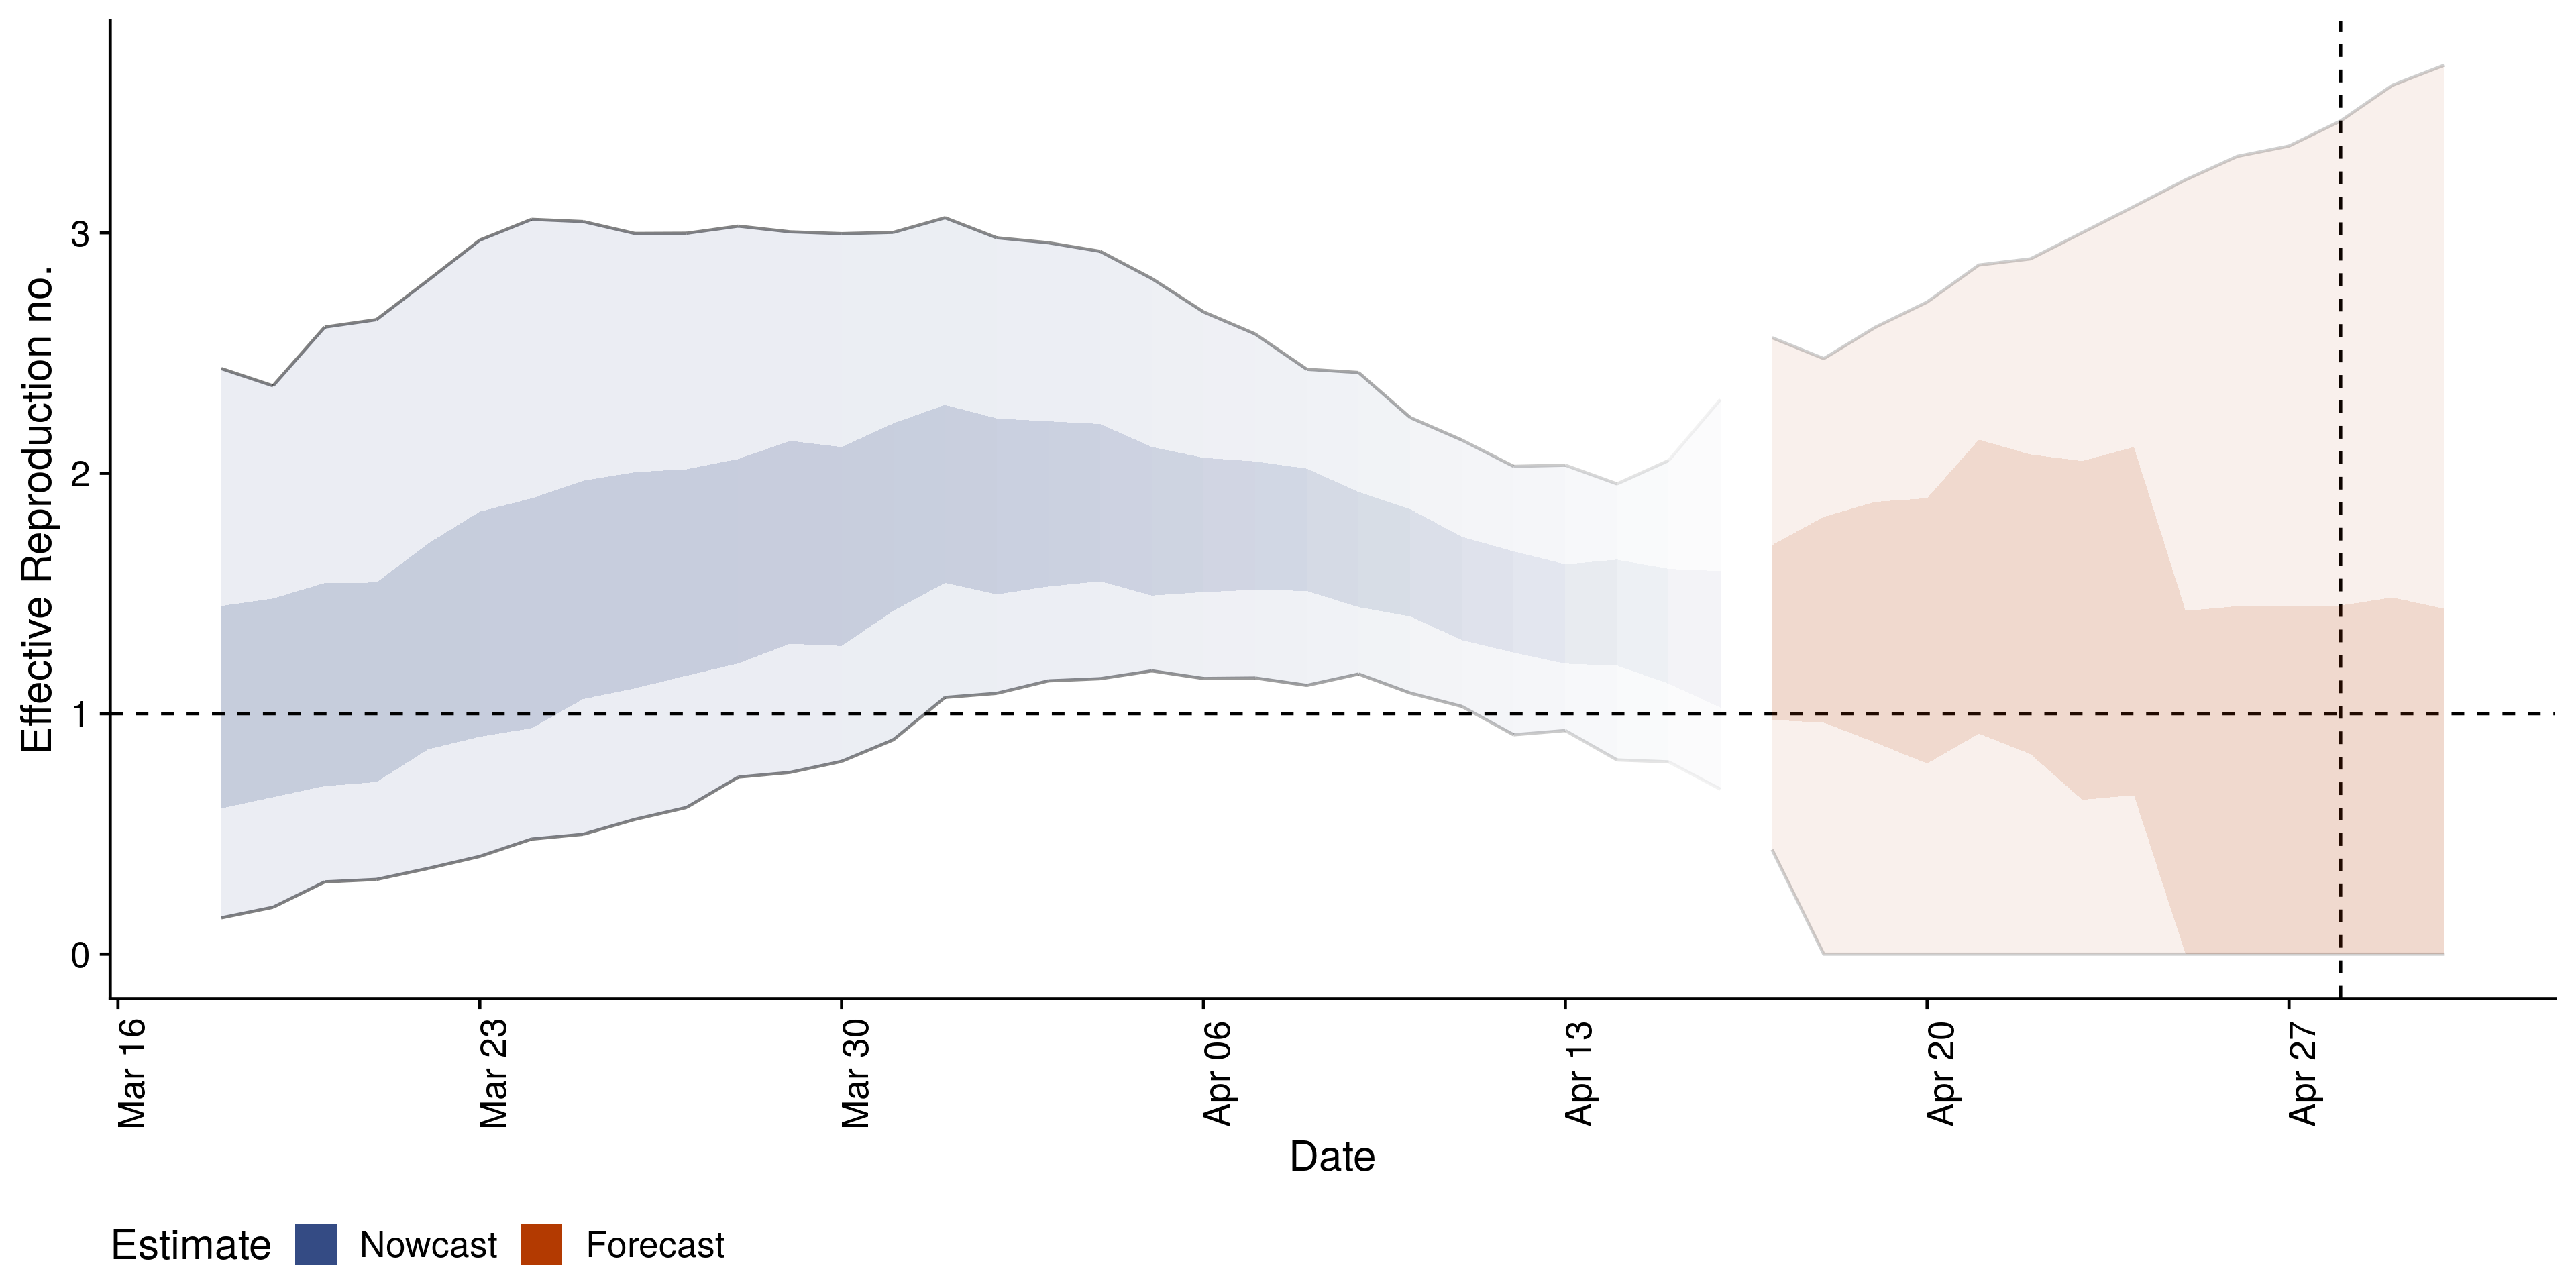 Effective Reproduction no.
3
2
1
0
Mar 16
Mar 23
Mar 30
Apr 06
Apr 13
Apr 20
Apr 27
Date
Estimate Nowcast Forecast